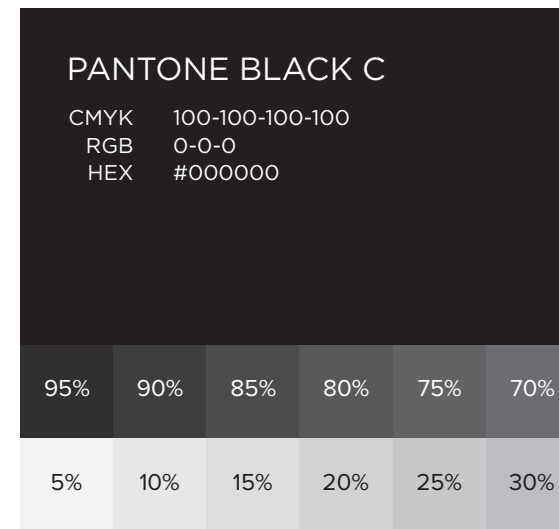 PANTONE BLACK C
CMYK 100-100-100-100
RGB 0-0-0
HEX #000000
95% 90% 85% 80% 75% 70%
5% 10% 15% 20% 25% 30%